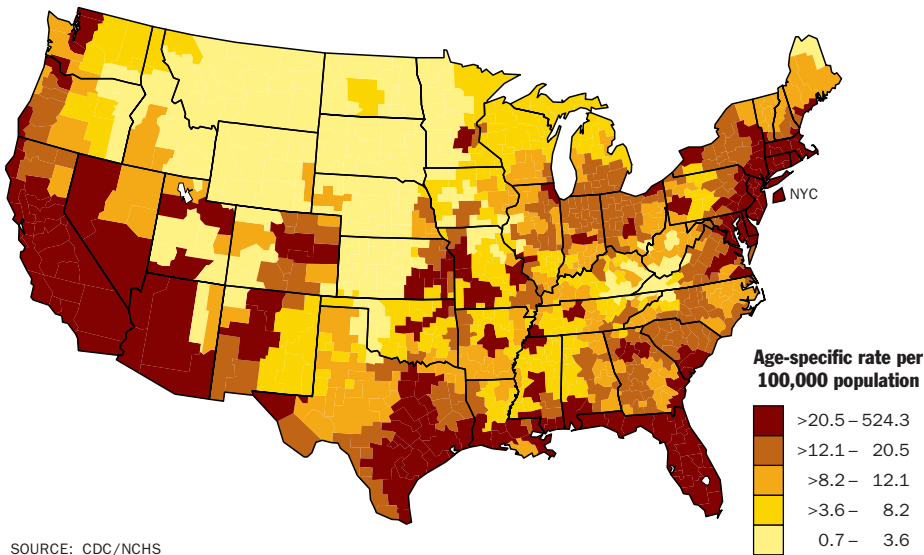 NYC
Age-specific rate per
100,000 population
>20.5 – 524.3
>12.1 – 20.5
>8.2 – 12.1
>3.6 – 8.2
0.7 – 3.6
SOURCE: CDC/NCHS